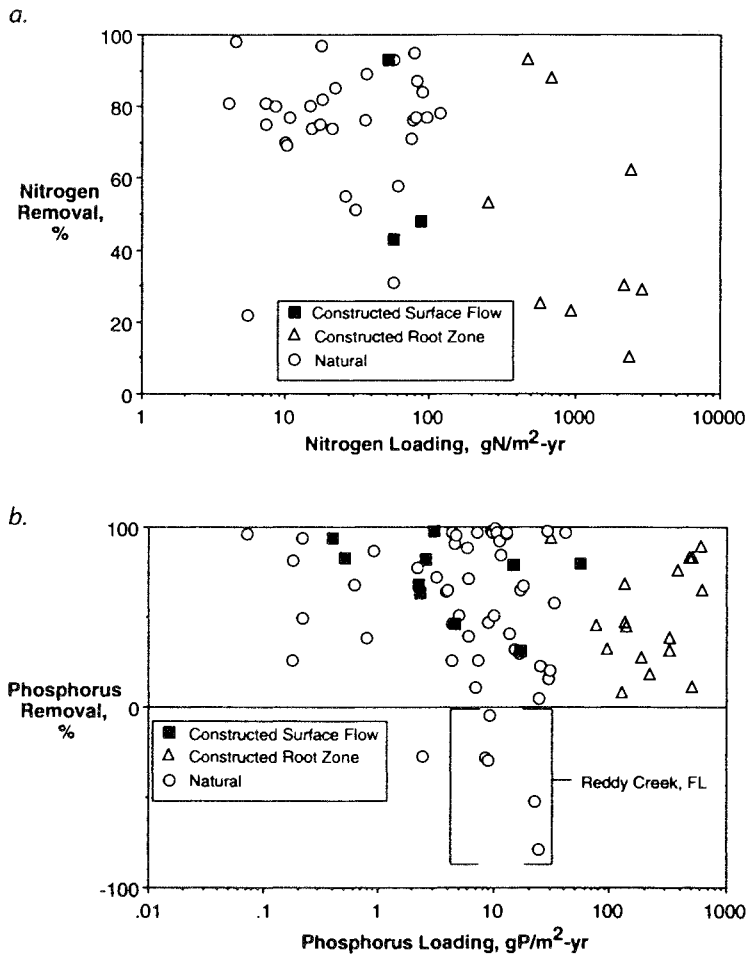 a.
100
80
60
40
20
0
Nitrogen
Removal,
%
■ Constructed Surface Flow
△ Constructed Root Zone
○ Natural
1 10 100 1000 10000
Nitrogen Loading, gN/m²-yr
b.
100
0
-100
Phosphorus
Removal,
%
■ Constructed Surface Flow
△ Constructed Root Zone
○ Natural
Reddy Creek, FL
.01 .1 1 10 100 1000
Phosphorus Loading, gP/m²-yr